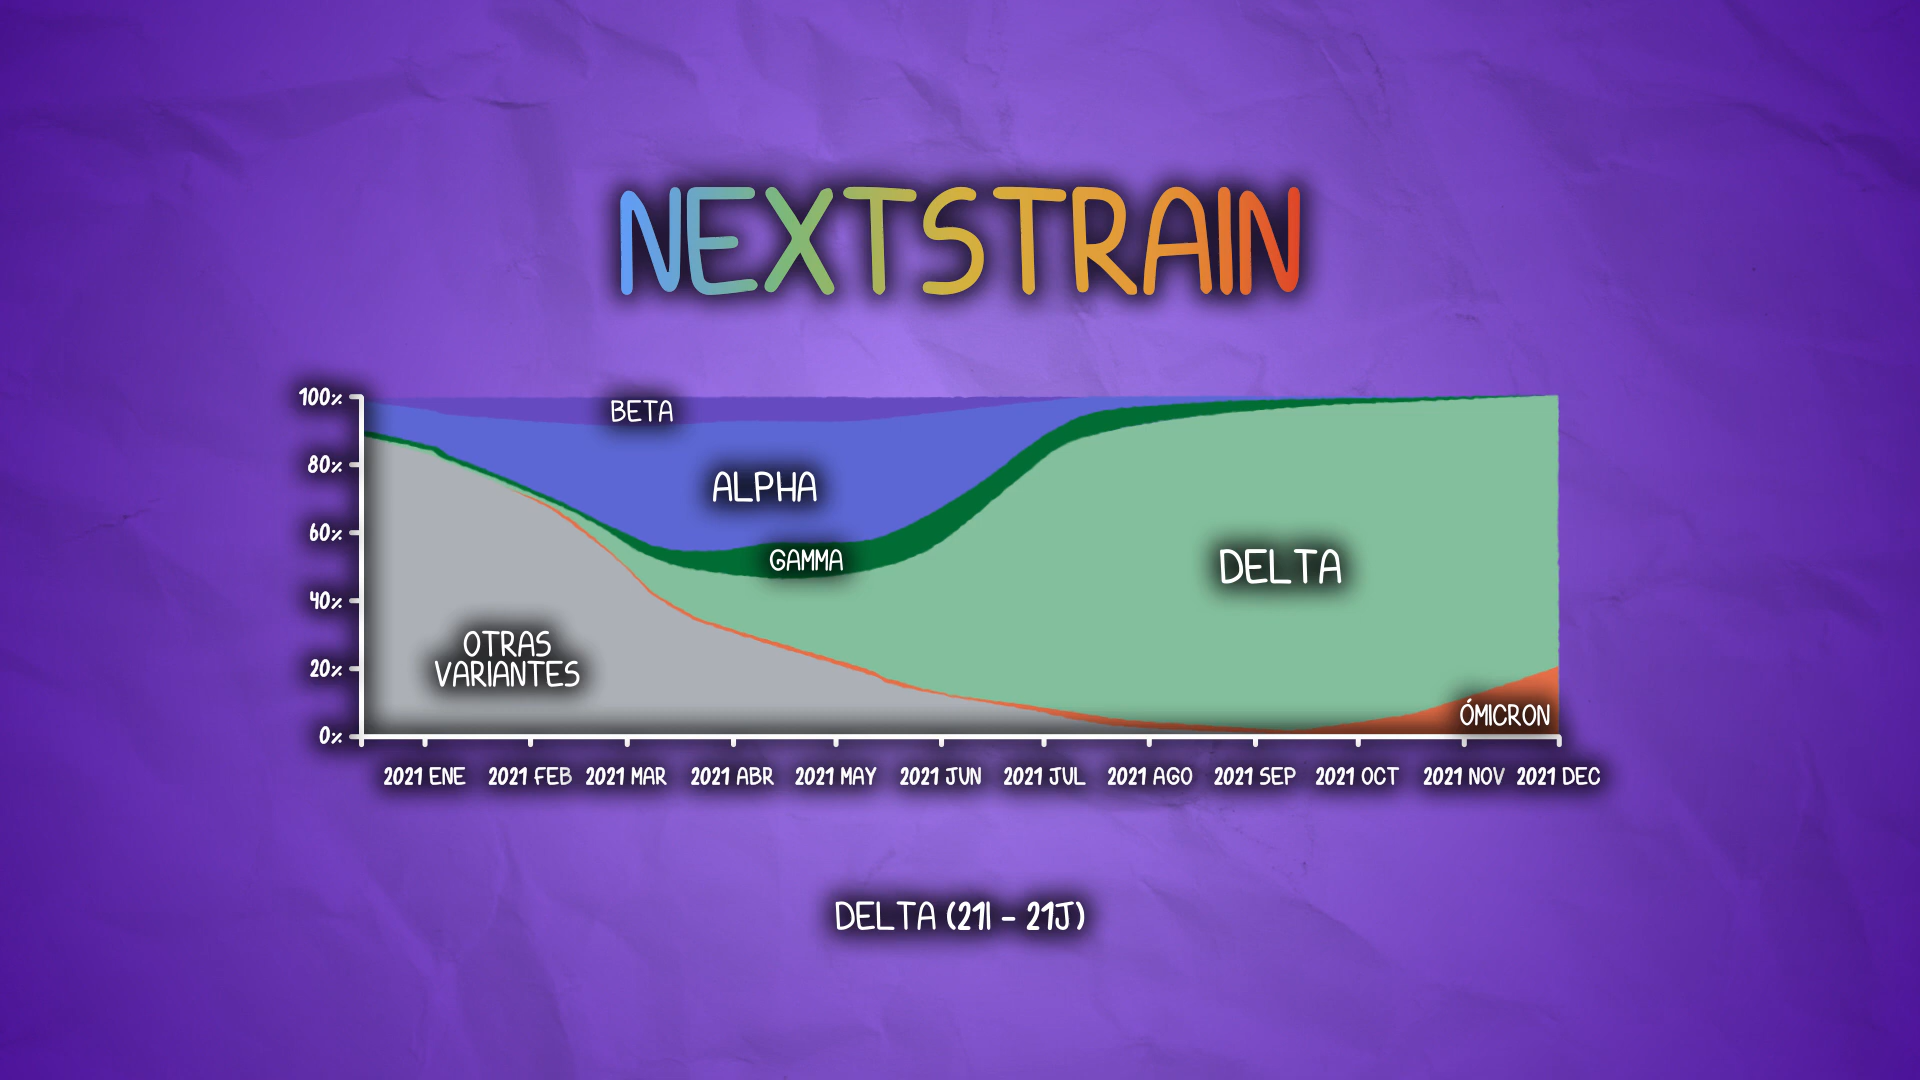 NEXTSTRAIN
100%
BETA
80%
ALPHA
60%
GAMMA
DELTA
40%
OTRAS
VARIANTES
20%
ÓMICRON
0%
2021 ENE 2021 FEB 2021 MAR 2021 ABR 2021 MAY 2021 JUN 2021 JUL 2021 AGO 2021 SEP 2021 OCT 2021 NOV 2021 DEC
DELTA (21I - 21J)